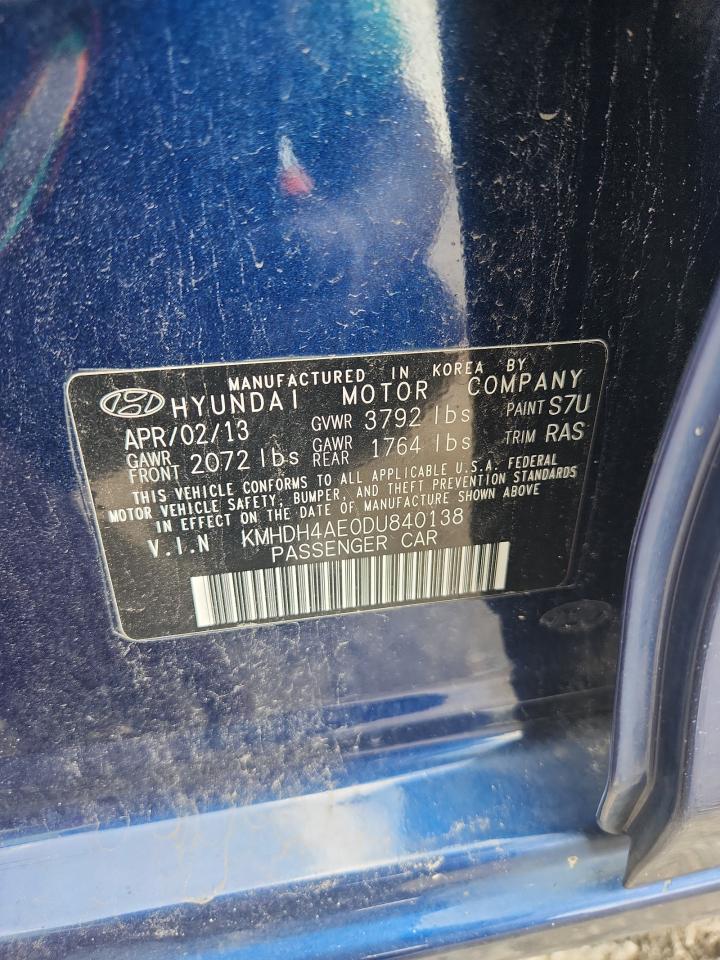 MANUFACTURED IN KOREA BY
HYUNDAI MOTOR COMPANY
APR/02/13 GVWR 3792 lbs PAINT S7U
GAWR FRONT 2072 lbs GAWR REAR 1764 lbs TRIM RAS
THIS VEHICLE CONFORMS TO ALL APPLICABLE U.S.A. FEDERAL
MOTOR VEHICLE SAFETY, BUMPER, AND THEFT PREVENTION STANDARDS
IN EFFECT ON THE DATE OF MANUFACTURE SHOWN ABOVE
V.I.N KMHDH4AE0DU840138
PASSENGER CAR